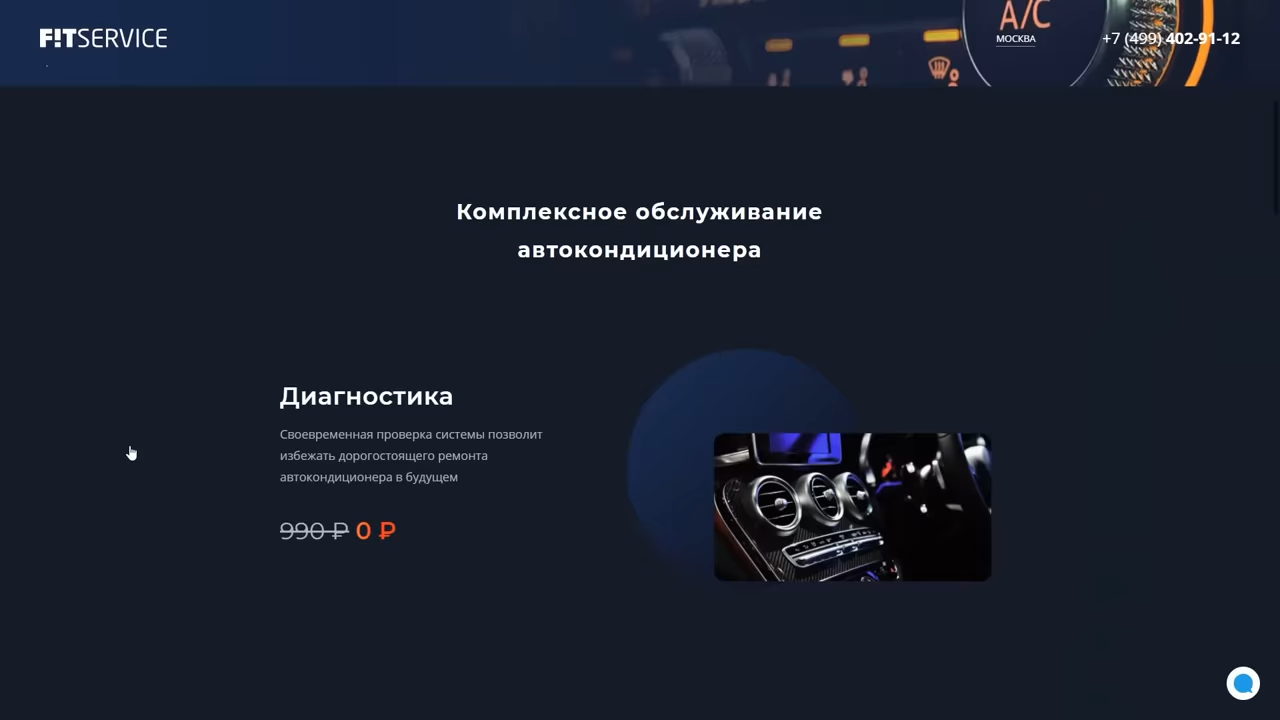 F!TSERVICE
A/C
МОСКВА
+7 (499) 402-91-12
Комплексное обслуживание
автокондиционера
Диагностика
Своевременная проверка системы позволит
избежать дорогостоящего ремонта
автокондиционера в будущем
990 ₽ 0 ₽